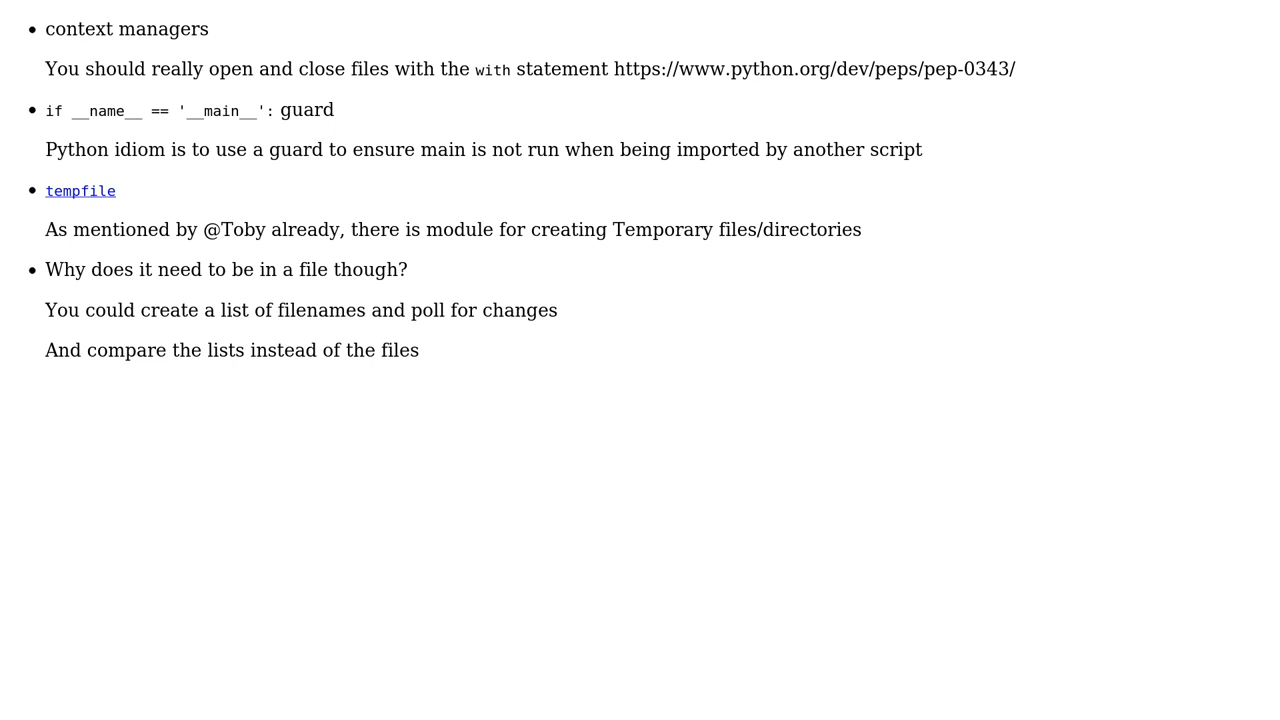 • context managers
You should really open and close files with the with statement https://www.python.org/dev/peps/pep-0343/
• if __name__ == '__main__': guard
Python idiom is to use a guard to ensure main is not run when being imported by another script
• tempfile
As mentioned by @Toby already, there is module for creating Temporary files/directories
• Why does it need to be in a file though?
You could create a list of filenames and poll for changes
And compare the lists instead of the files